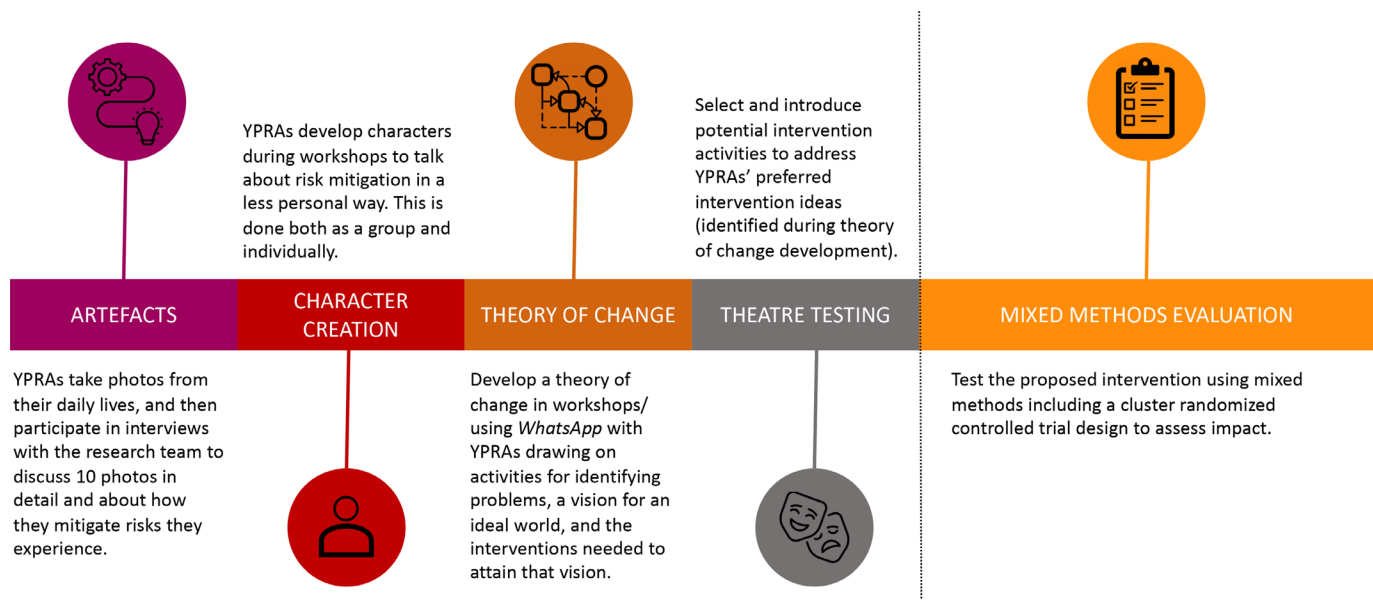 YPRAs develop characters
during workshops to talk
about risk mitigation in a
less personal way. This is
done both as a group and
individually.
Select and introduce
potential intervention
activities to address
YPRAs’ preferred
intervention ideas
(identified during theory
of change development).
ARTEFACTS
CHARACTER
CREATION
THEORY OF CHANGE
THEATRE TESTING
MIXED METHODS EVALUATION
YPRAs take photos from
their daily lives, and then
participate in interviews
with the research team to
discuss 10 photos in
detail and about how
they mitigate risks they
experience.
Develop a theory of
change in workshops/
using WhatsApp with
YPRAs drawing on
activities for identifying
problems, a vision for an
ideal world, and the
interventions needed to
attain that vision.
Test the proposed intervention using mixed
methods including a cluster randomized
controlled trial design to assess impact.